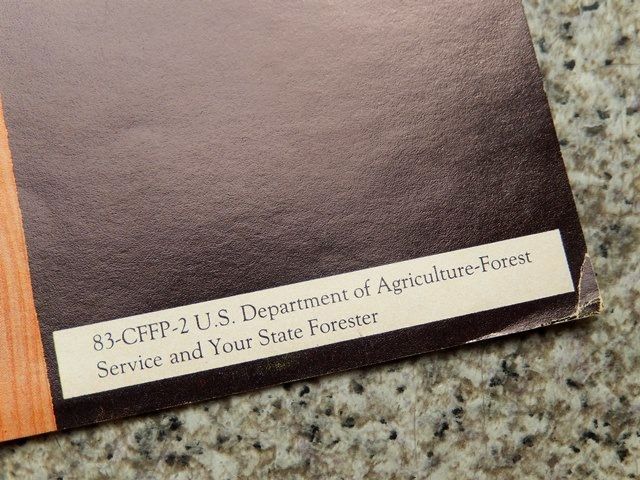 83-CFFP-2 U.S. Department of Agriculture-Forest
Service and Your State Forester